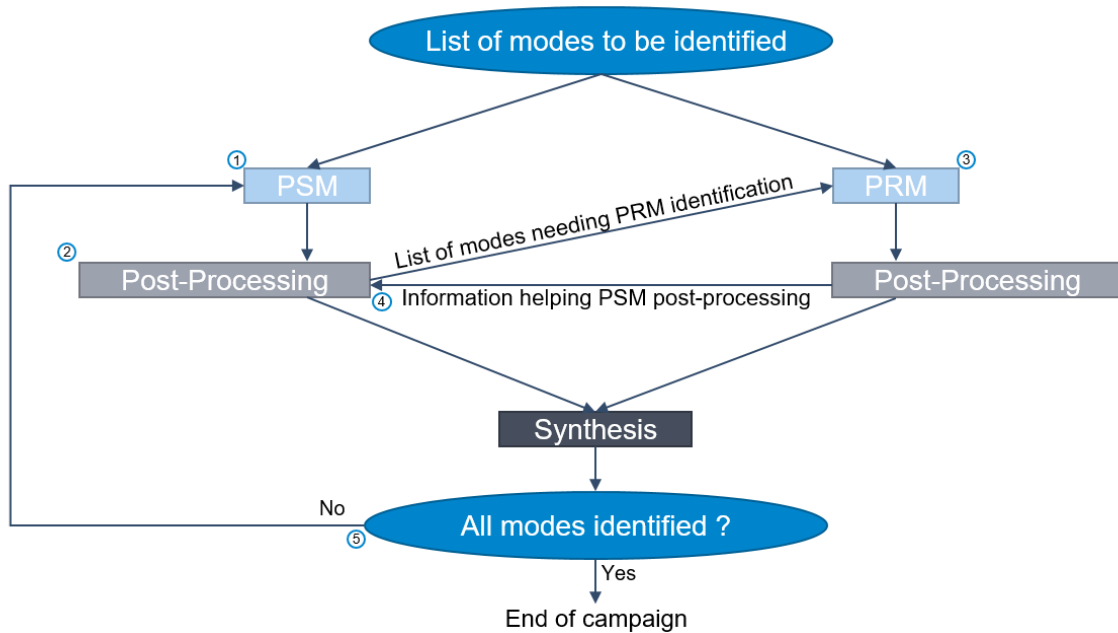 List of modes to be identified
1
PSM
3
PRM
List of modes needing PRM identification
2
Post-Processing
4
Information helping PSM post-processing
Post-Processing
Synthesis
No
5
All modes identified ?
Yes
End of campaign